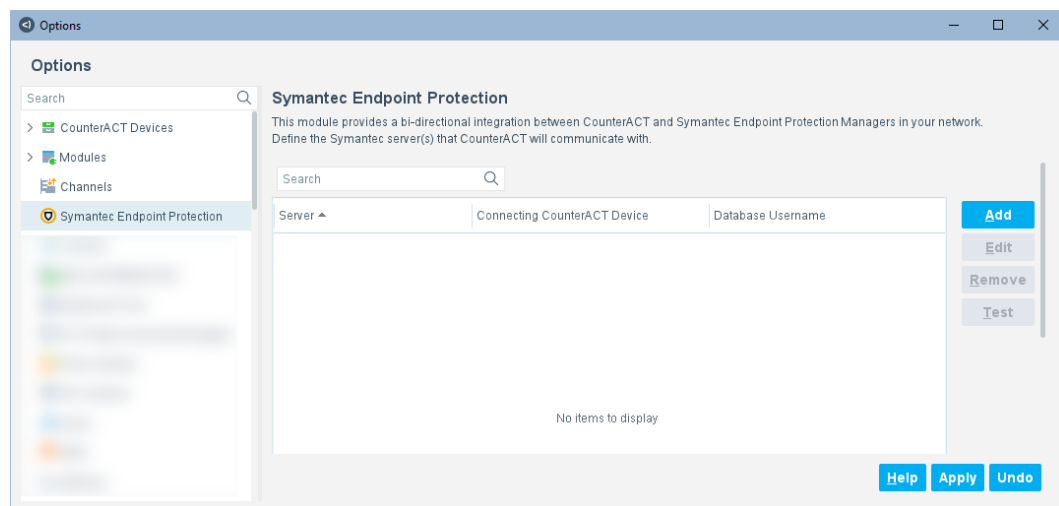 Options
Options
Search
CounterACT Devices
Modules
Channels
Symantec Endpoint Protection
Symantec Endpoint Protection
This module provides a bi-directional integration between CounterACT and Symantec Endpoint Protection Managers in your network.
Define the Symantec server(s) that CounterACT will communicate with.
Search
Server Connecting CounterACT Device Database Username
Add
Edit
Remove
Test
No items to display
Help Apply Undo